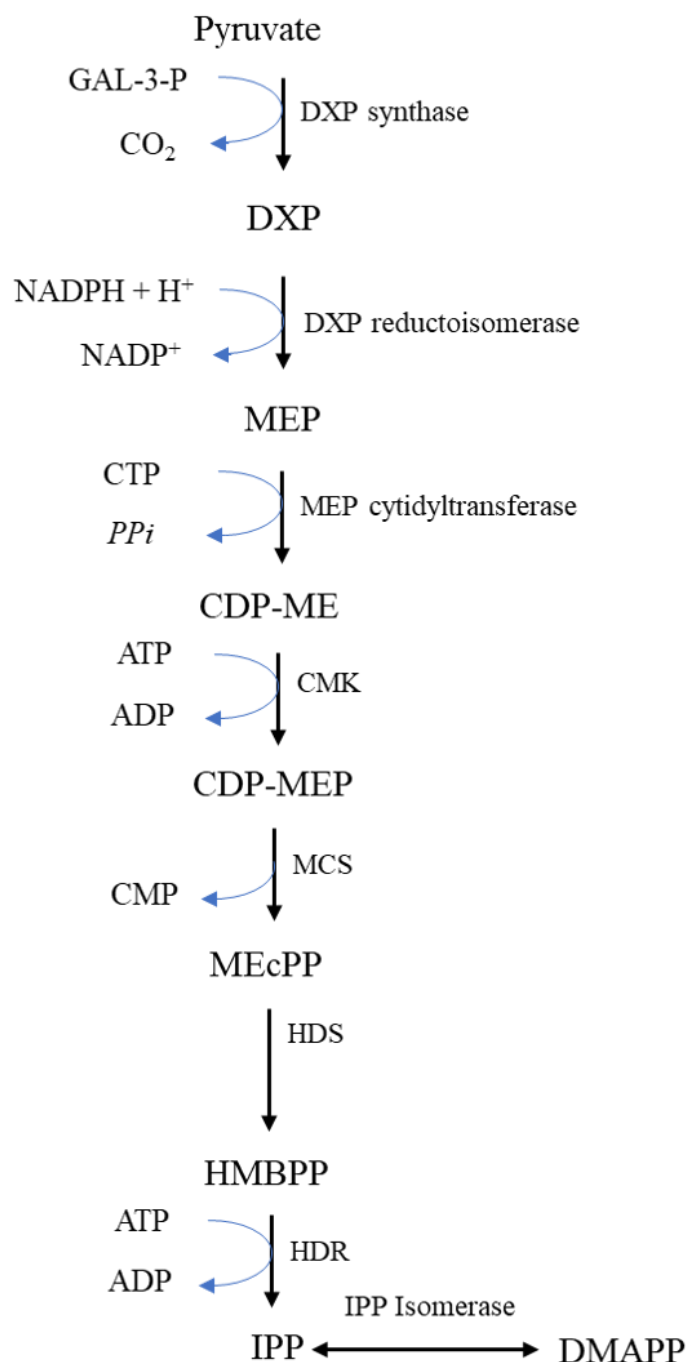 Pyruvate
GAL-3-P
DXP synthase
CO₂
DXP
NADPH + H⁺
DXP reductoisomerase
NADP⁺
MEP
CTP
MEP cytidyltransferase
PPi
CDP-ME
ATP
CMK
ADP
CDP-MEP
MCS
CMP
MEcPP
HDS
HMBPP
ATP
HDR
ADP
IPP Isomerase
IPP
DMAPP